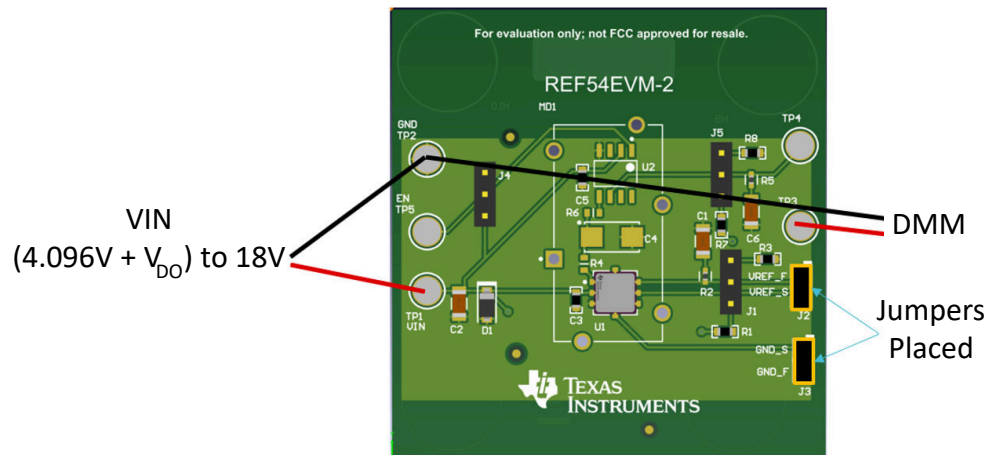 For evaluation only; not FCC approved for resale.
REF54EVM-2
MD1
GND
TP2
J4
EN
TP5
TP1
VIN
C2
D1
C5
U2
R6
C4
R4
C3
U1
J5
R8
TP4
R5
C1
R7
C6
TP3
R3
R2
J1
R1
VREF_F
VREF_S
J2
GND_S
GND_F
J3
TEXAS
INSTRUMENTS
VIN
(4.096V + VDO) to 18V
DMM
Jumpers
Placed